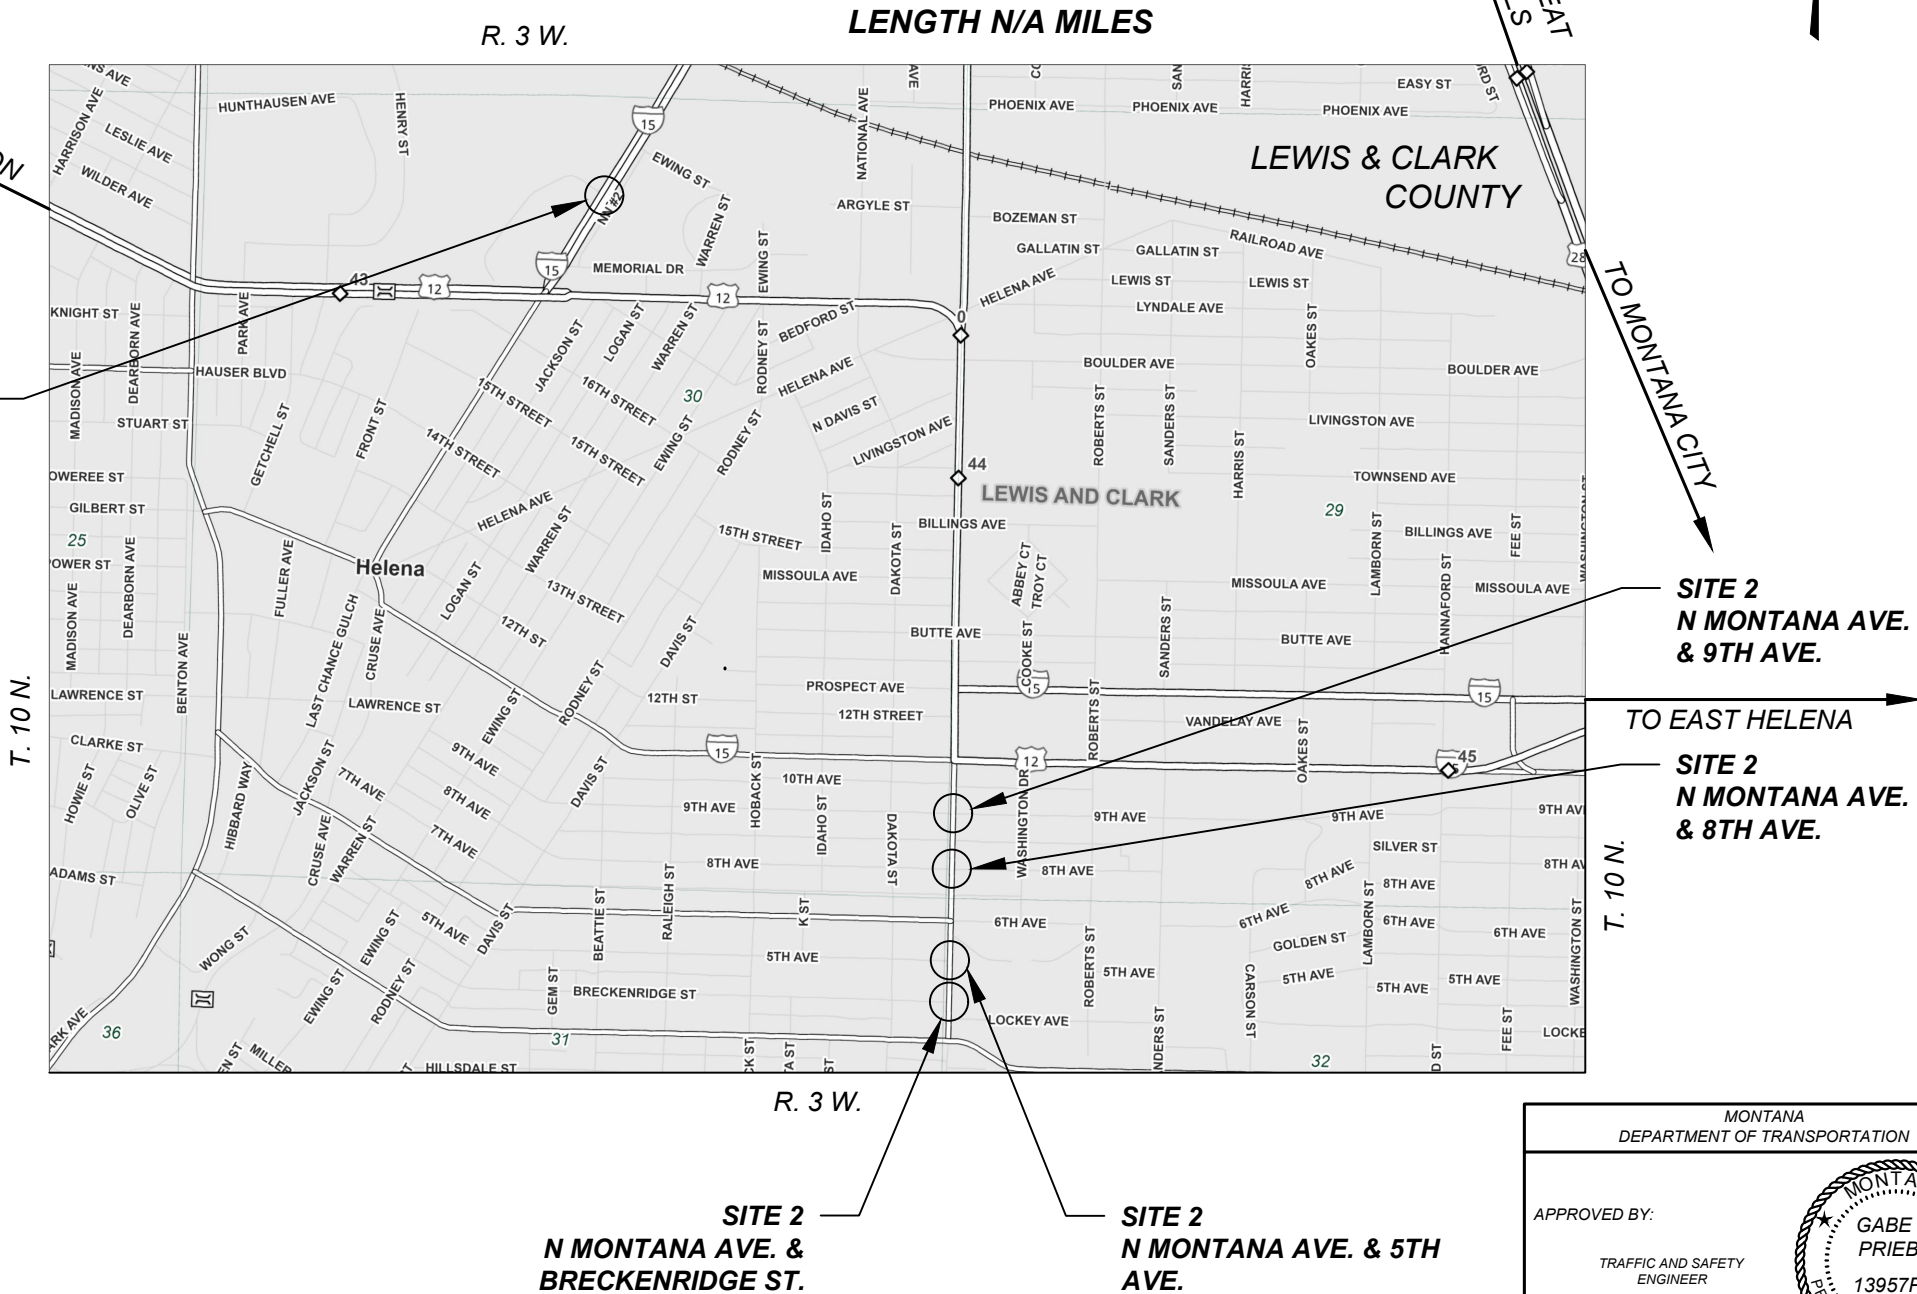 LENGTH N/A MILES
R. 3 W.
HARRISON AVE
LESLIE AVE
WILDER AVE
HUNTHAUSEN AVE
HENRY ST
15
NATIONAL AVE
AVE
PHOENIX AVE
PHOENIX AVE
PHOENIX AVE
EASY ST
LEWIS & CLARK
COUNTY
EWING ST
WARREN ST
EWING ST
ARGYLE ST
BOZEMAN ST
GALLATIN ST
GALLATIN ST
RAILROAD AVE
28
15
MEMORIAL DR
HELENA AVE
LEWIS ST
LEWIS ST
LYNDALE AVE
43
12
12
0
KNIGHT ST
DEARBORN AVE
PARK AVE
MADISON AVE
HAUSER BLVD
STUART ST
GETCHELL ST
FRONT ST
JACKSON ST
LOGAN ST
WARREN ST
RODNEY ST
BEDFORD ST
HELENA AVE
15TH STREET
16TH STREET
30
N DAVIS ST
LIVINGSTON AVE
14TH STREET
15TH STREET
EWING ST
RODNEY ST
BOULDER AVE
OAKES ST
BOULDER AVE
ROBERTS ST
SANDERS ST
HARRIS ST
LIVINGSTON AVE
TOWNSEND AVE
TO MONTANA CITY
44
LEWIS AND CLARK
GILBERT ST
25
HELENA AVE
WARREN ST
15TH STREET
IDAHO ST
DAKOTA ST
BILLINGS AVE
29
LAMBORN ST
BILLINGS AVE
FEE ST
Helena
FULLER AVE
DEARBORN AVE
MADISON AVE
LOGAN ST
13TH STREET
12TH ST
MISSOULA AVE
ABBEY CT
TROY CT
MISSOULA AVE
HANNAFORD ST
MISSOULA AVE
SITE 2
N MONTANA AVE.
& 9TH AVE.
BENTON AVE
LAST CHANCE GULCH
CRUSE AVE
DAVIS ST
BUTTE AVE
COOKE ST
SANDERS ST
BUTTE AVE
T. 10 N.
LAWRENCE ST
LAWRENCE ST
EWING ST
RODNEY ST
12TH ST
PROSPECT AVE
12TH STREET
15
ROBERTS ST
15
VANDELAY AVE
OAKES ST
TO EAST HELENA
CLARKE ST
HOWIE ST
OLIVE ST
HIBBARD WAY
JACKSON ST
7TH AVE
9TH AVE
8TH AVE
7TH AVE
DAVIS ST
15
HOBACK ST
10TH AVE
9TH AVE
IDAHO ST
8TH AVE
DAKOTA ST
12
WASHINGTON DR
9TH AVE
9TH AVE
45
SITE 2
N MONTANA AVE.
& 8TH AVE.
ADAMS ST
CRUSE AVE
WARREN ST
8TH AVE
8TH AVE
SILVER ST
8TH AVE
T. 10 N.
WONG ST
EWING ST
5TH AVE
DAVIS ST
BEATTIE ST
RALEIGH ST
K ST
5TH AVE
6TH AVE
ROBERTS ST
6TH AVE
GOLDEN ST
LAMBORN ST
6TH AVE
6TH AVE
WASHINGTON ST
EWING ST
RODNEY ST
GEM ST
BRECKENRIDGE ST
5TH AVE
CARSON ST
5TH AVE
5TH AVE
5TH AVE
LOCKEY AVE
FEE ST
36
31
32
MILLER
HILLSDALE ST
R. 3 W.
SITE 2
N MONTANA AVE. &
BRECKENRIDGE ST.
SITE 2
N MONTANA AVE. & 5TH
AVE.
MONTANA
DEPARTMENT OF TRANSPORTATION
APPROVED BY:
TRAFFIC AND SAFETY
ENGINEER
GABE